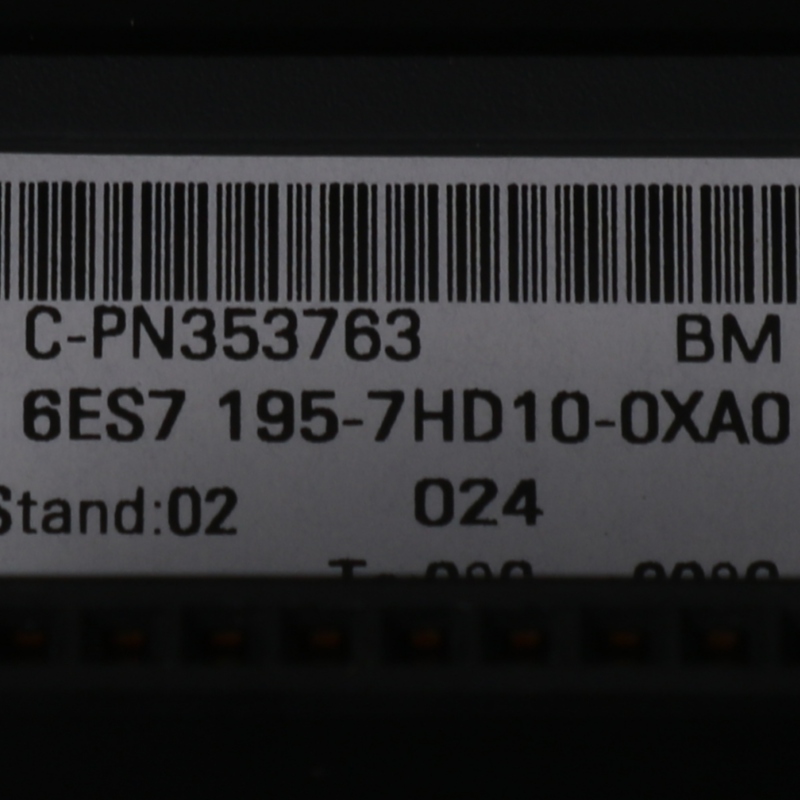 C-PN353763 BM
6ES7 195-7HD10-0XA0
Stand:02 024